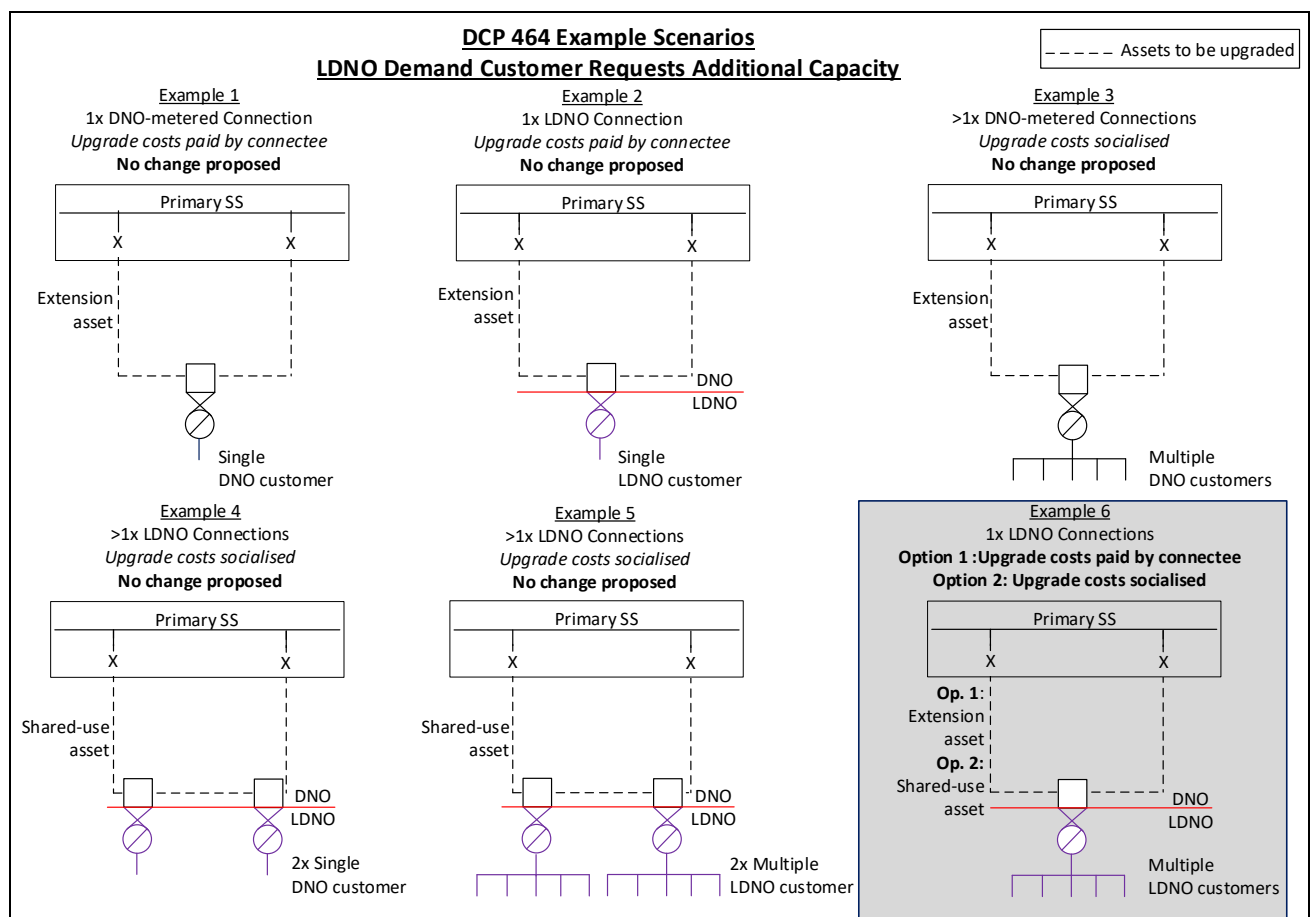 DCP 464 Example Scenarios
LDNO Demand Customer Requests Additional Capacity
Assets to be upgraded
Example 1
1x DNO-metered Connection
Upgrade costs paid by connectee
No change proposed
Primary SS
X
X
Extension
asset
Single
DNO customer
Example 2
1x LDNO Connection
Upgrade costs paid by connectee
No change proposed
Primary SS
X
X
Extension
asset
DNO
LDNO
Single
LDNO customer
Example 3
>1x DNO-metered Connections
Upgrade costs socialised
No change proposed
Primary SS
X
X
Extension
asset
Multiple
DNO customers
Example 4
>1x LDNO Connections
Upgrade costs socialised
No change proposed
Primary SS
X
X
Shared-use
asset
DNO
LDNO
2x Single
DNO customer
Example 5
>1x LDNO Connections
Upgrade costs socialised
No change proposed
Primary SS
X
X
Shared-use
asset
DNO
LDNO
2x Multiple
LDNO customer
Example 6
1x LDNO Connections
Option 1 :Upgrade costs paid by connectee
Option 2: Upgrade costs socialised
Primary SS
X
X
Op. 1:
Extension
asset
Op. 2:
Shared-use
asset
DNO
LDNO
Multiple
LDNO customers